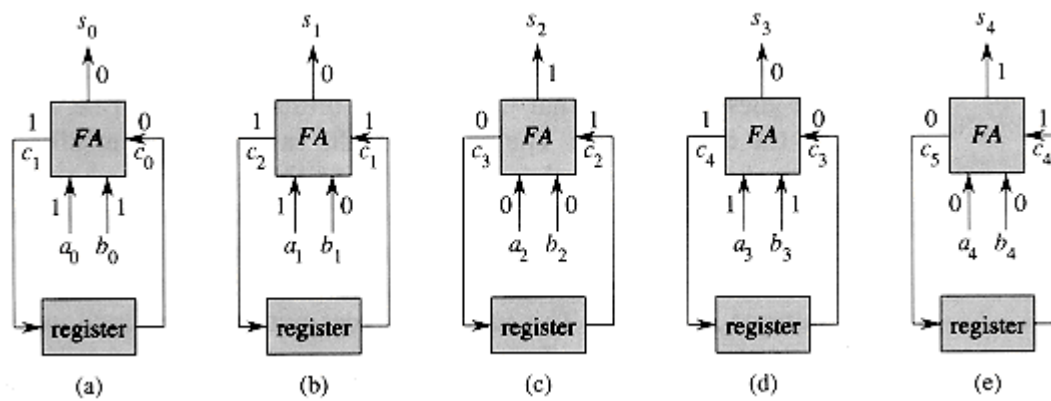 s₀ s₁ s₂ s₃ s₄
0 0 1 0 1
1 FA 0 1 FA 1 0 FA 1 1 FA 0 0 FA 1
c₁ c₀ c₂ c₁ c₃ c₂ c₄ c₃ c₅ c₄
1 1 1 0 0 0 1 1 0 0
a₀ b₀ a₁ b₁ a₂ b₂ a₃ b₃ a₄ b₄
register register register register register
(a) (b) (c) (d) (e)